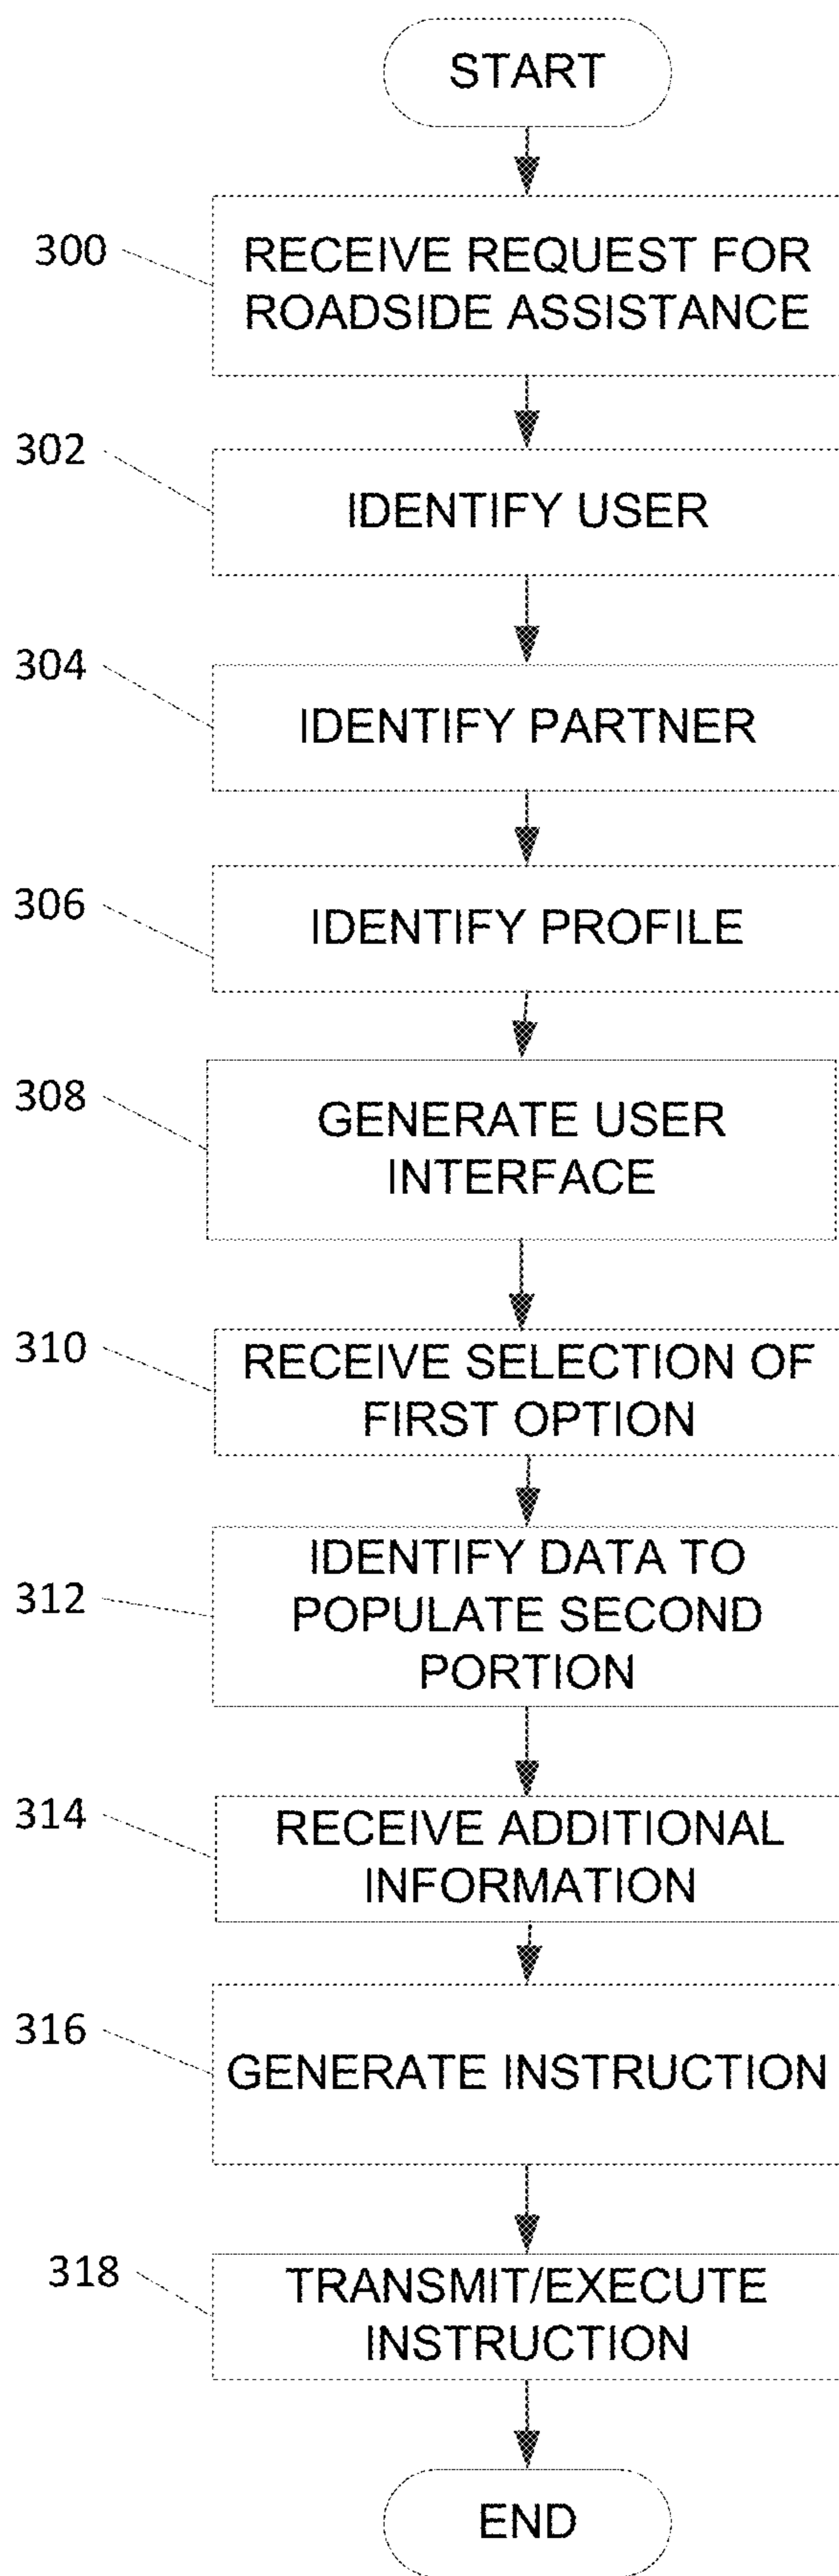 START
300
RECEIVE REQUEST FOR
ROADSIDE ASSISTANCE
302
IDENTIFY USER
304
IDENTIFY PARTNER
306
IDENTIFY PROFILE
308
GENERATE USER
INTERFACE
310
RECEIVE SELECTION OF
FIRST OPTION
312
IDENTIFY DATA TO
POPULATE SECOND
PORTION
314
RECEIVE ADDITIONAL
INFORMATION
316
GENERATE INSTRUCTION
318
TRANSMIT/EXECUTE
INSTRUCTION
END